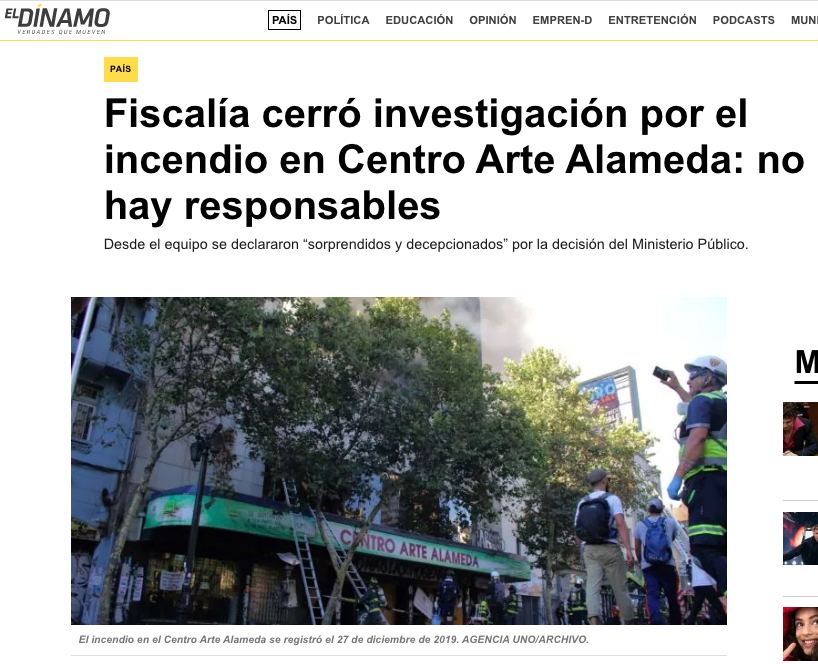 EL DÍNAMO
VERDADES QUE MUEVEN
PAÍS POLÍTICA EDUCACIÓN OPINIÓN EMPREN-D ENTRETENCIÓN PODCASTS MUNI
PAÍS
Fiscalía cerró investigación por el
incendio en Centro Arte Alameda: no
hay responsables
Desde el equipo se declararon “sorprendidos y decepcionados” por la decisión del Ministerio Público.
M
CENTRO ARTE ALAMEDA
El incendio en el Centro Arte Alameda se registró el 27 de diciembre de 2019. AGENCIA UNO/ARCHIVO.